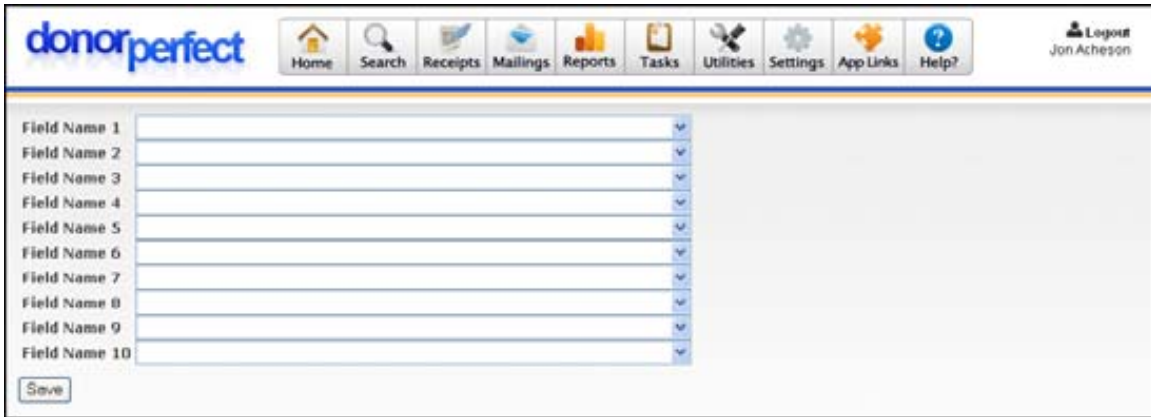 donorperfect
Home Search Receipts Mailings Reports Tasks Utilities Settings App Links Help?
Logout
Jon Acheson
Field Name 1
Field Name 2
Field Name 3
Field Name 4
Field Name 5
Field Name 6
Field Name 7
Field Name 8
Field Name 9
Field Name 10
Save